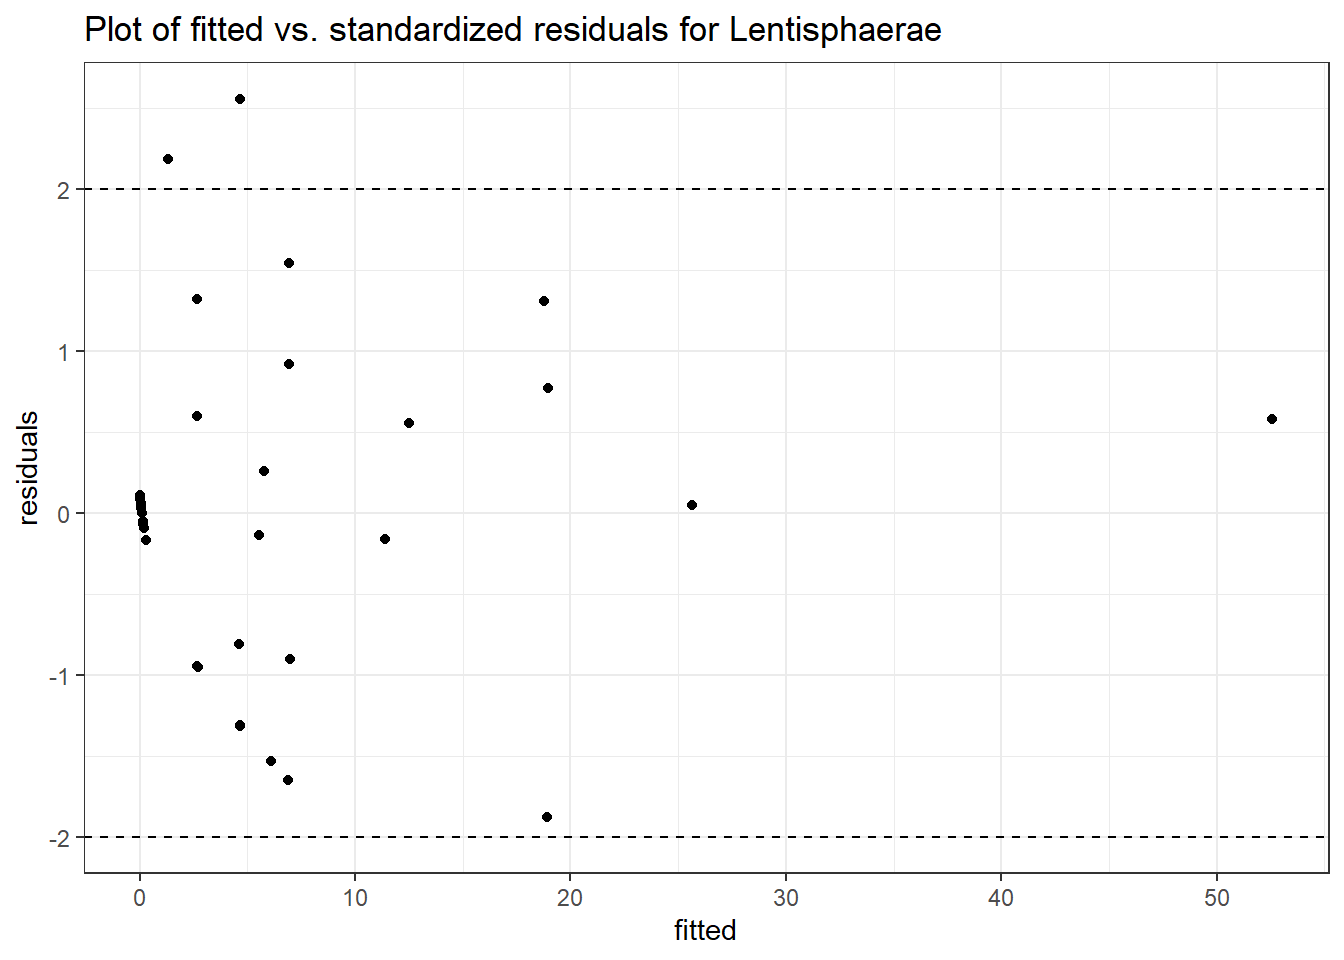 Plot of fitted vs. standardized residuals for Lentisphaerae
2
1
0
-1
-2
residuals
0 10 20 30 40 50
fitted